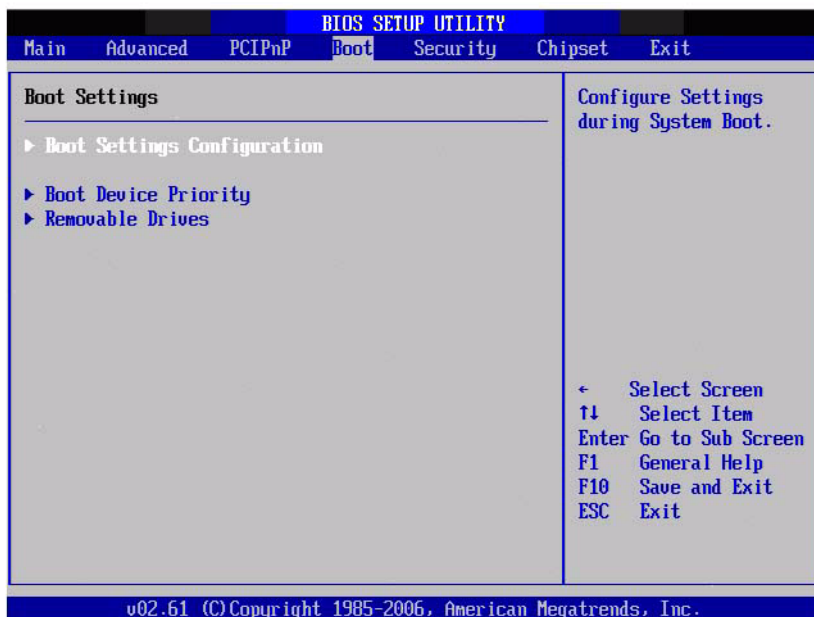 BIOS SETUP UTILITY
Main Advanced PCIPnP Boot Security Chipset Exit
Boot Settings
▶ Boot Settings Configuration
▶ Boot Device Priority
▶ Removable Drives
Configure Settings
during System Boot.
← Select Screen
↑↓ Select Item
Enter Go to Sub Screen
F1 General Help
F10 Save and Exit
ESC Exit
v02.61 (C)Copyright 1985-2006, American Megatrends, Inc.